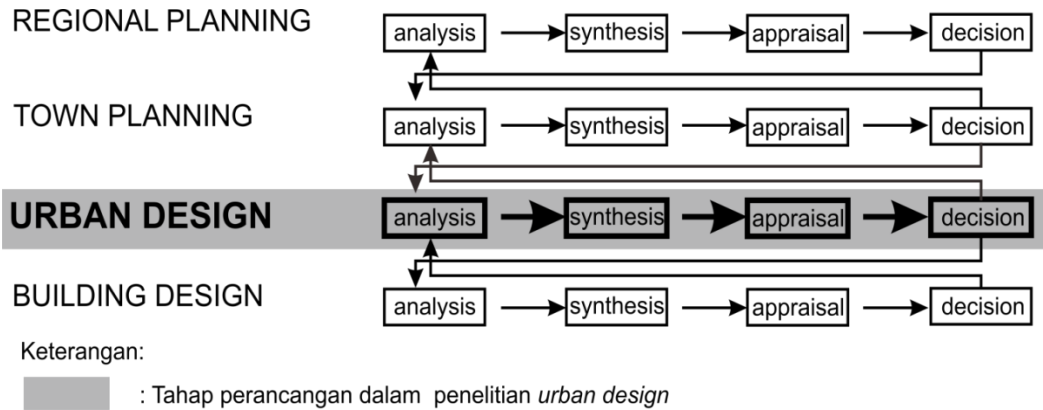 REGIONAL PLANNING
analysis synthesis appraisal decision
TOWN PLANNING
analysis synthesis appraisal decision
URBAN DESIGN
analysis synthesis appraisal decision
BUILDING DESIGN
analysis synthesis appraisal decision
Keterangan:
: Tahap perancangan dalam penelitian urban design